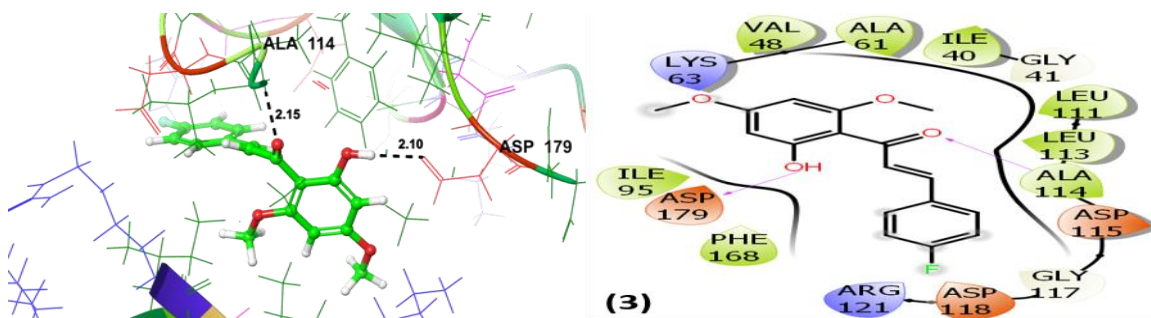 ALA 114
2.15
2.10
ASP 179
VAL
48
ALA
61
ILE
40
LYS
63
GLY
41
LEU
111
LEU
113
ALA
114
ASP
115
GLY
117
ASP
118
ARG
121
PHE
168
ILE
95
ASP
179
O
O
O
OH
F
(3)